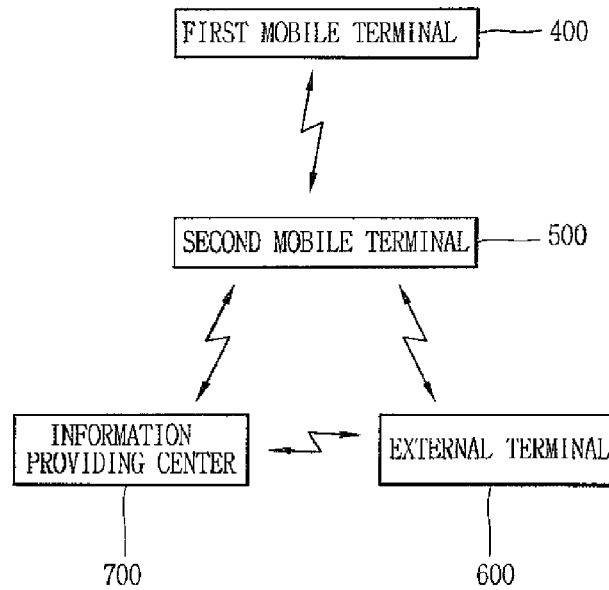 FIRST MOBILE TERMINAL
400
SECOND MOBILE TERMINAL
500
INFORMATION
PROVIDING CENTER
EXTERNAL TERMINAL
700
600